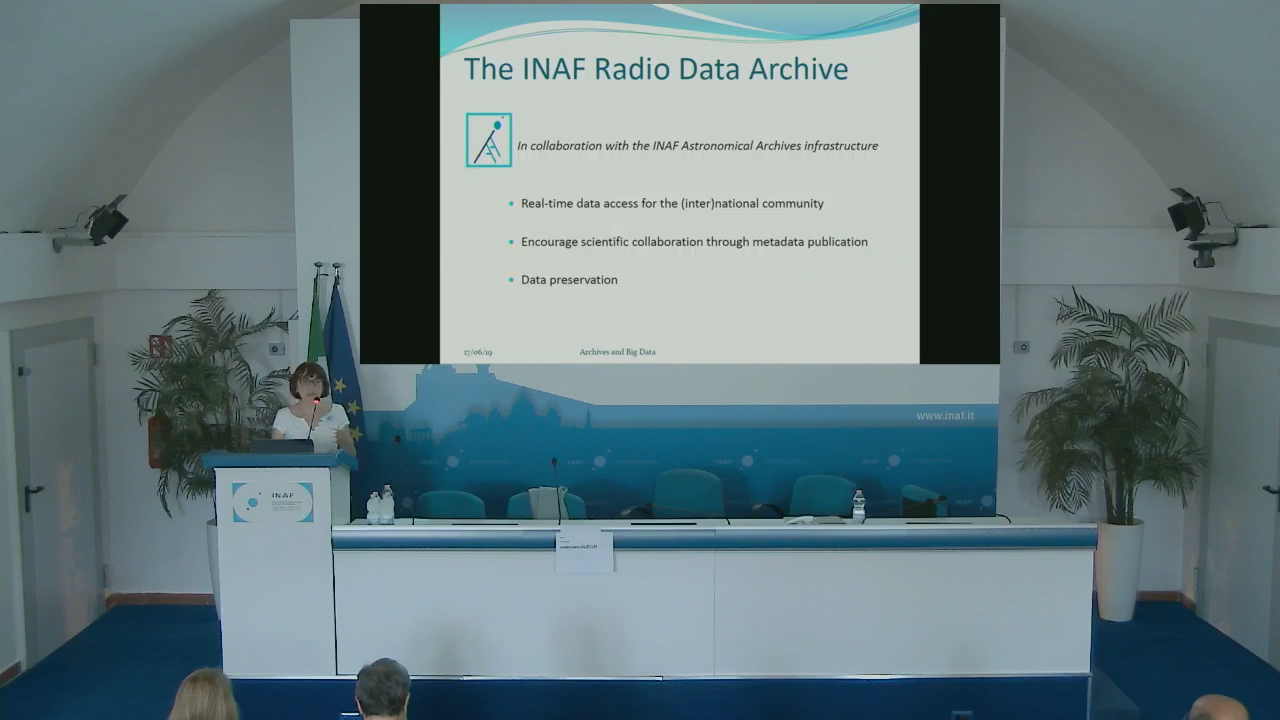 The INAF Radio Data Archive
In collaboration with the INAF Astronomical Archives infrastructure
• Real-time data access for the (inter)national community
• Encourage scientific collaboration through metadata publication
• Data preservation
17/06/19
Archives and Big Data
www.inaf.it
INAF